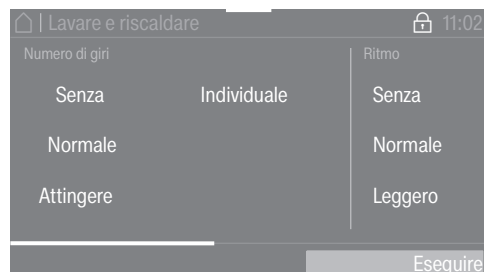 Lavare e riscaldare 11:02
Numero di giri Ritmo
Senza Individuale Senza
Normale Normale
Attingere Leggero
Eseguire